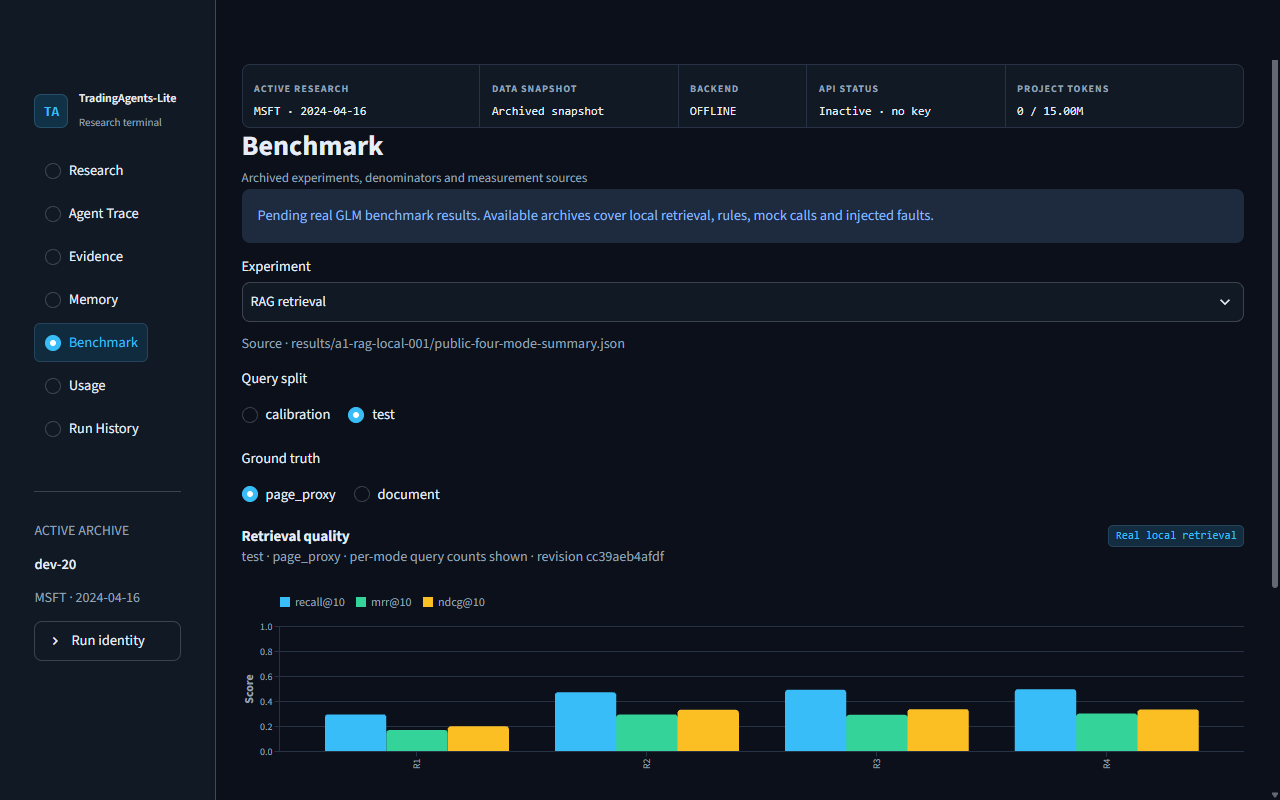 TA
TradingAgents-Lite
Research terminal
Research
Agent Trace
Evidence
Memory
Benchmark
Usage
Run History
ACTIVE ARCHIVE
dev-20
MSFT · 2024-04-16
Run identity
ACTIVE RESEARCH
MSFT · 2024-04-16
DATA SNAPSHOT
Archived snapshot
BACKEND
OFFLINE
API STATUS
Inactive · no key
PROJECT TOKENS
0 / 15.00M
Benchmark
Archived experiments, denominators and measurement sources
Pending real GLM benchmark results. Available archives cover local retrieval, rules, mock calls and injected faults.
Experiment
RAG retrieval
Source · results/a1-rag-local-001/public-four-mode-summary.json
Query split
calibration test
Ground truth
page_proxy document
Retrieval quality
Real local retrieval
test · page_proxy · per-mode query counts shown · revision cc39aeb4afdf
recall@10 mrr@10 ndcg@10
1.0
0.8
0.6
0.4
0.2
0.0
Score
R1 R2 R3 R4